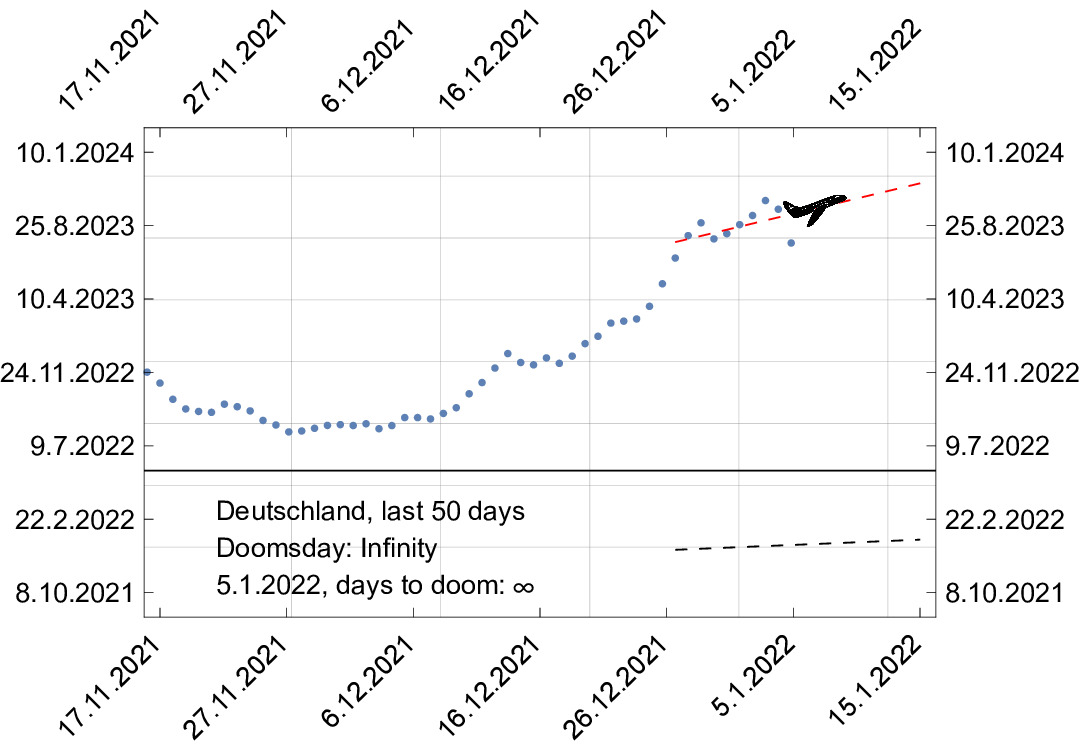 17.11.2021 27.11.2021 6.12.2021 16.12.2021 26.12.2021 5.1.2022 15.1.2022
10.1.2024 10.1.2024
25.8.2023 25.8.2023
10.4.2023 10.4.2023
24.11.2022 24.11.2022
9.7.2022 9.7.2022
22.2.2022 22.2.2022
8.10.2021 8.10.2021
Deutschland, last 50 days
Doomsday: Infinity
5.1.2022, days to doom: ∞
17.11.2021 27.11.2021 6.12.2021 16.12.2021 26.12.2021 5.1.2022 15.1.2022